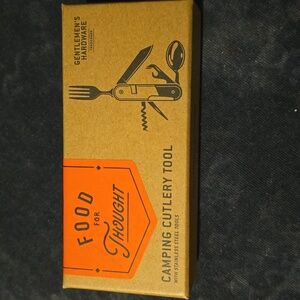 GENTLEMEN'S
HARDWARE
FOOD
FOR
THOUGHT
CAMPING CUTLERY TOOL
WITH STAINLESS STEEL TOOLS